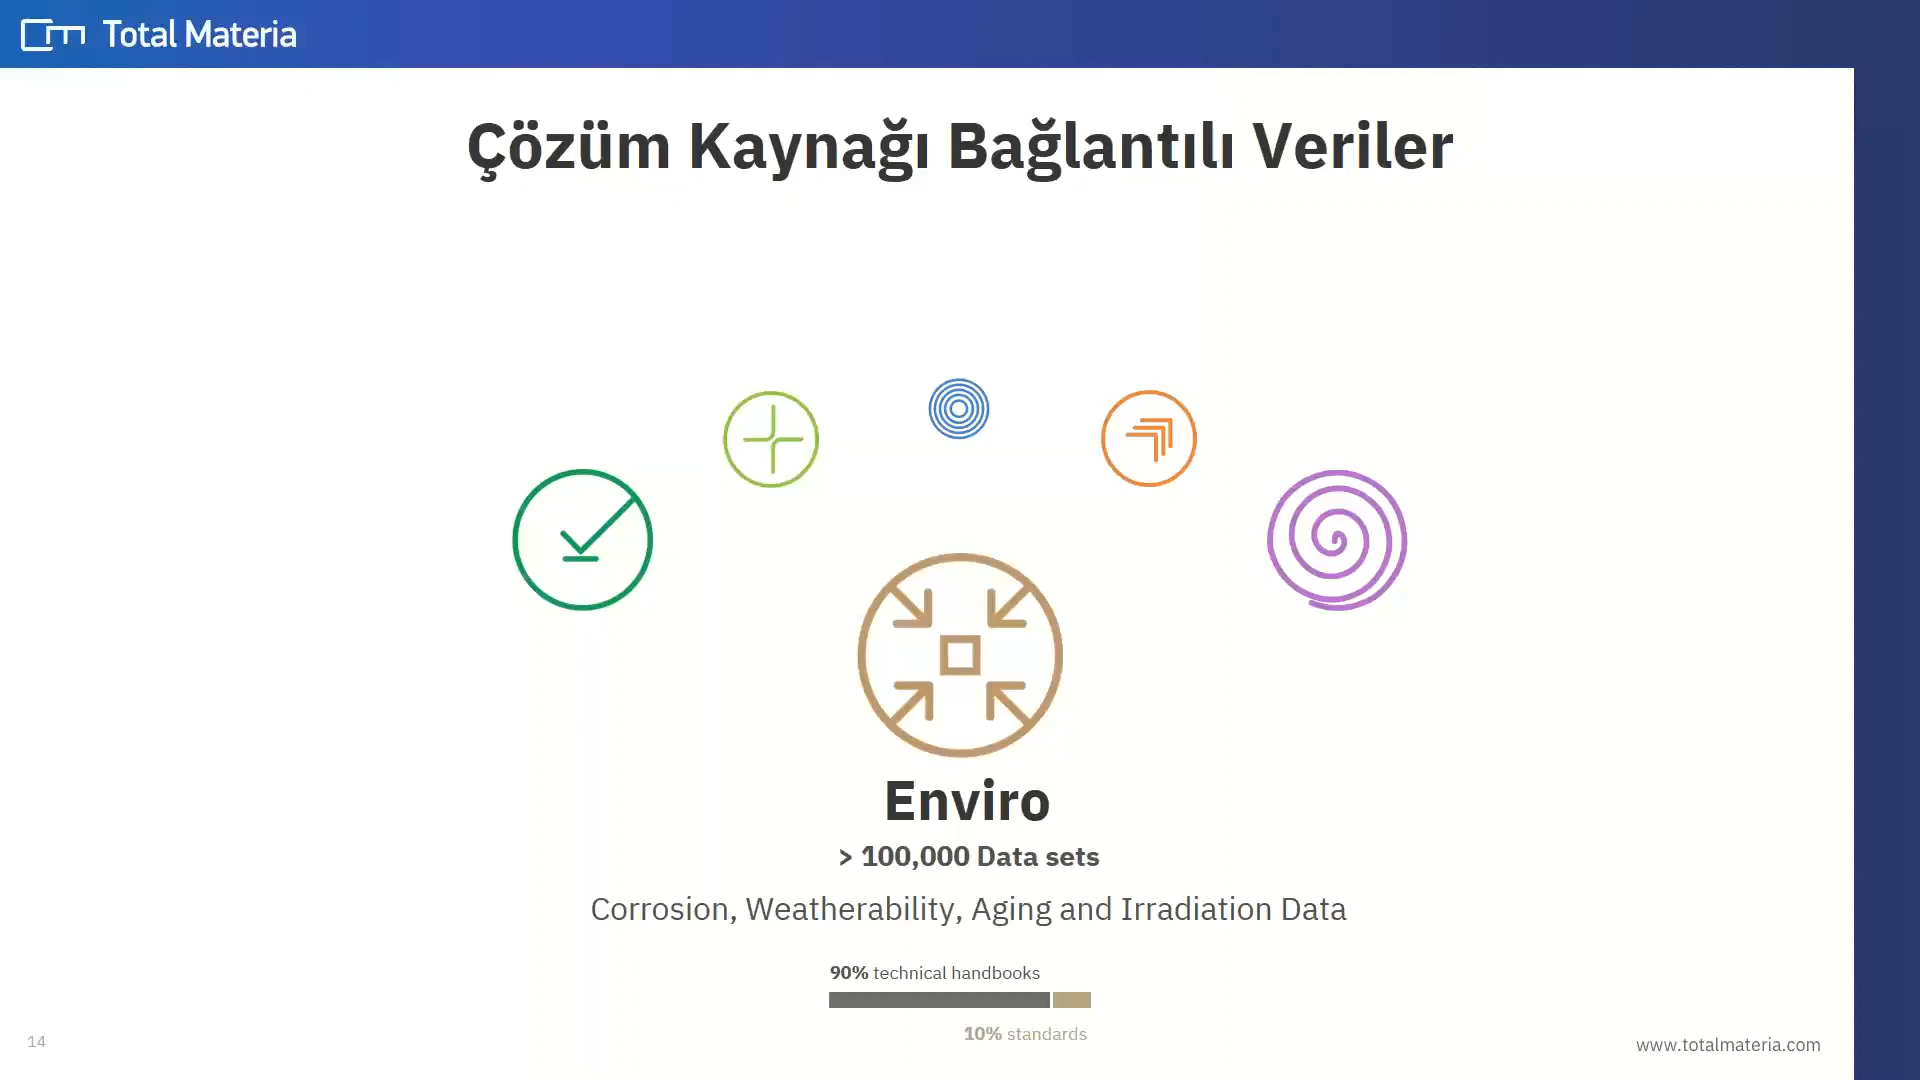 Total Materia
Çözüm Kaynağı Bağlantılı Veriler
Enviro
> 100,000 Data sets
Corrosion, Weatherability, Aging and Irradiation Data
90% technical handbooks
10% standards
14
www.totalmateria.com